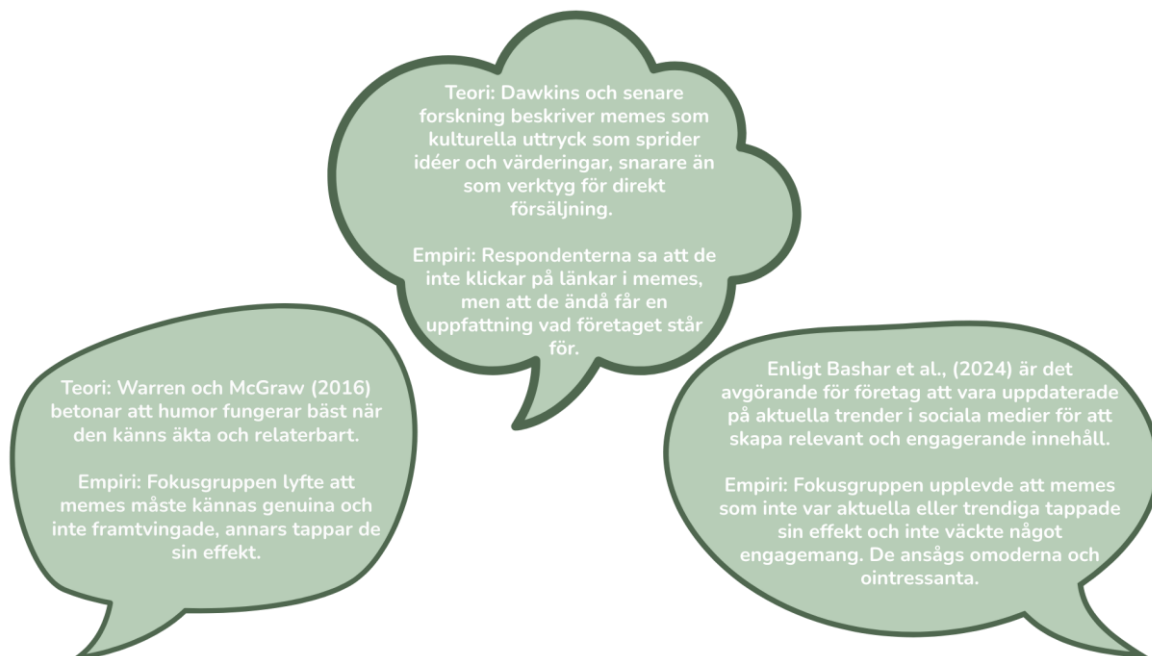 Teori: Dawkins och senare
forskning beskriver memes som
kulturella uttryck som sprider
idéer och värderingar, snarare än
som verktyg för direkt
försäljning.
Empiri: Respondenterna sa att de
inte klickar på länkar i memes,
men att de ändå får en
uppfattning vad företaget står
för.
Teori: Warren och McGraw (2016)
betonar att humor fungerar bäst när
den känns äkta och relaterbart.
Empiri: Fokusgruppen lyfte att
memes måste kännas genuina och
inte framtvingade, annars tappar de
sin effekt.
Enligt Bashar et al., (2024) är det
avgörande för företag att vara uppdaterade
på aktuella trender i sociala medier för att
skapa relevant och engagerande innehåll.
Empiri: Fokusgruppen upplevde att memes
som inte var aktuella eller trendiga tappade
sin effekt och inte väckte något
engagemang. De ansågs omoderna och
ointressanta.